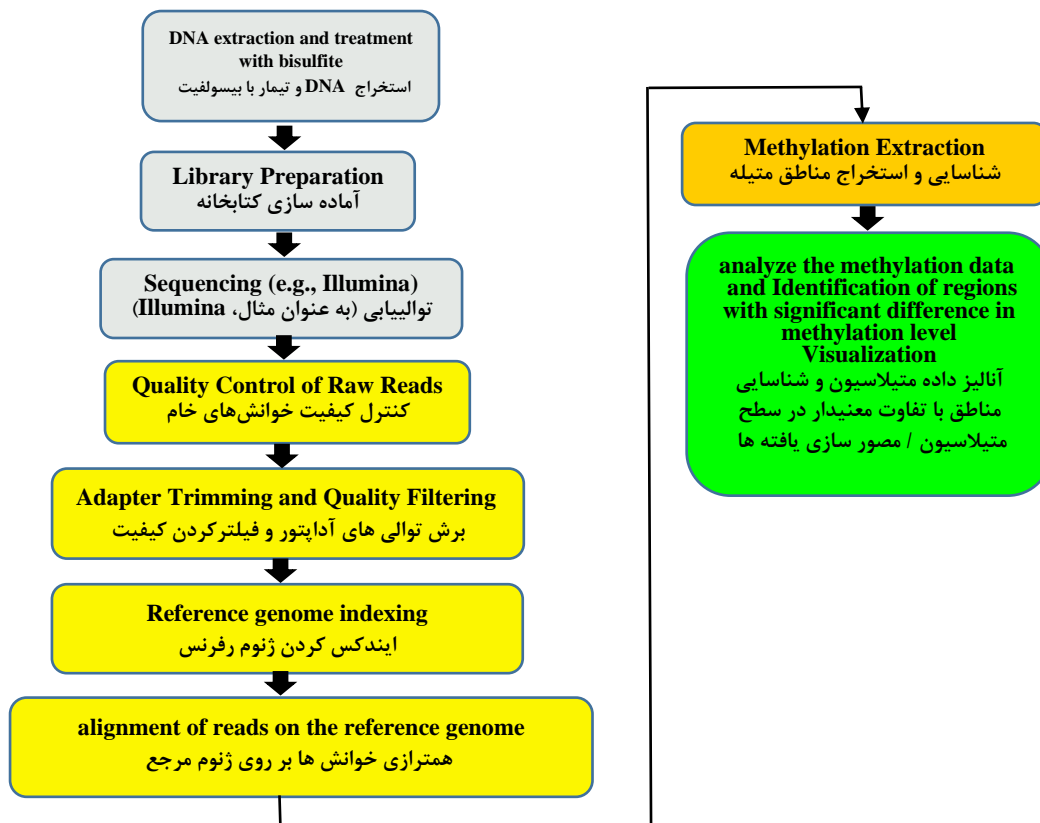 DNA extraction and treatment
with bisulfite
استخراج DNA و تیمار با بیسولفیت
Library Preparation
آماده سازی کتابخانه
Sequencing (e.g., Illumina)
توالییابی (به عنوان مثال، Illumina)
Quality Control of Raw Reads
کنترل کیفیت خوانش‌های خام
Adapter Trimming and Quality Filtering
برش توالی های آداپتور و فیلترکردن کیفیت
Reference genome indexing
ایندکس کردن ژنوم رفرنس
alignment of reads on the reference genome
همترازی خوانش ها بر روی ژنوم مرجع
Methylation Extraction
شناسایی و استخراج مناطق متیله
analyze the methylation data
and Identification of regions
with significant difference in
methylation level
Visualization
آنالیز داده متیلاسیون و شناسایی
مناطق با تفاوت معنیدار در سطح
متیلاسیون / مصور سازی یافته ها